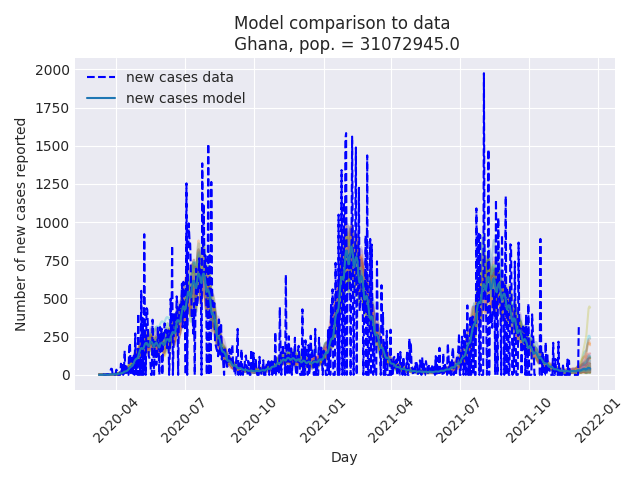 Model comparison to data
Ghana, pop. = 31072945.0
new cases data
new cases model
Number of new cases reported
2000
1750
1500
1250
1000
750
500
250
0
2020-04
2020-07
2020-10
2021-01
2021-04
2021-07
2021-10
2022-01
Day